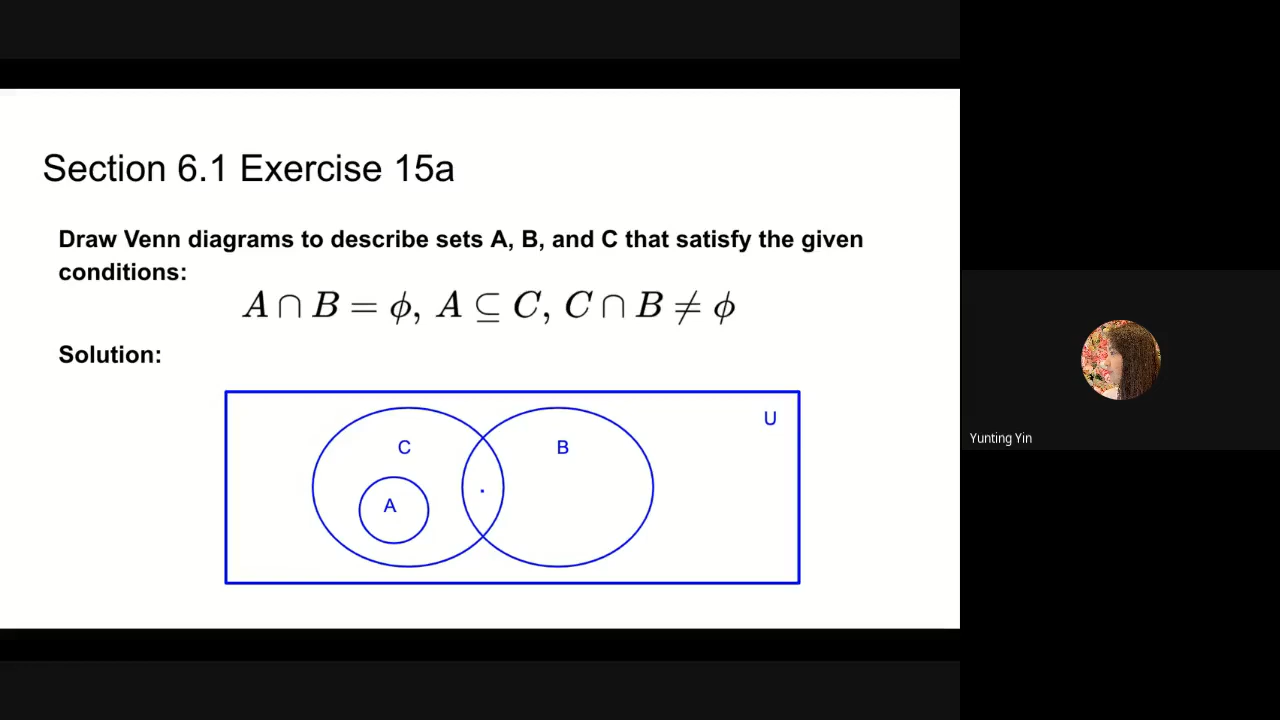 Section 6.1 Exercise 15a
Draw Venn diagrams to describe sets A, B, and C that satisfy the given
conditions:
A ∩ B = ϕ, A ⊆ C, C ∩ B ≠ ϕ
Solution:
U
C
B
A
Yunting Yin